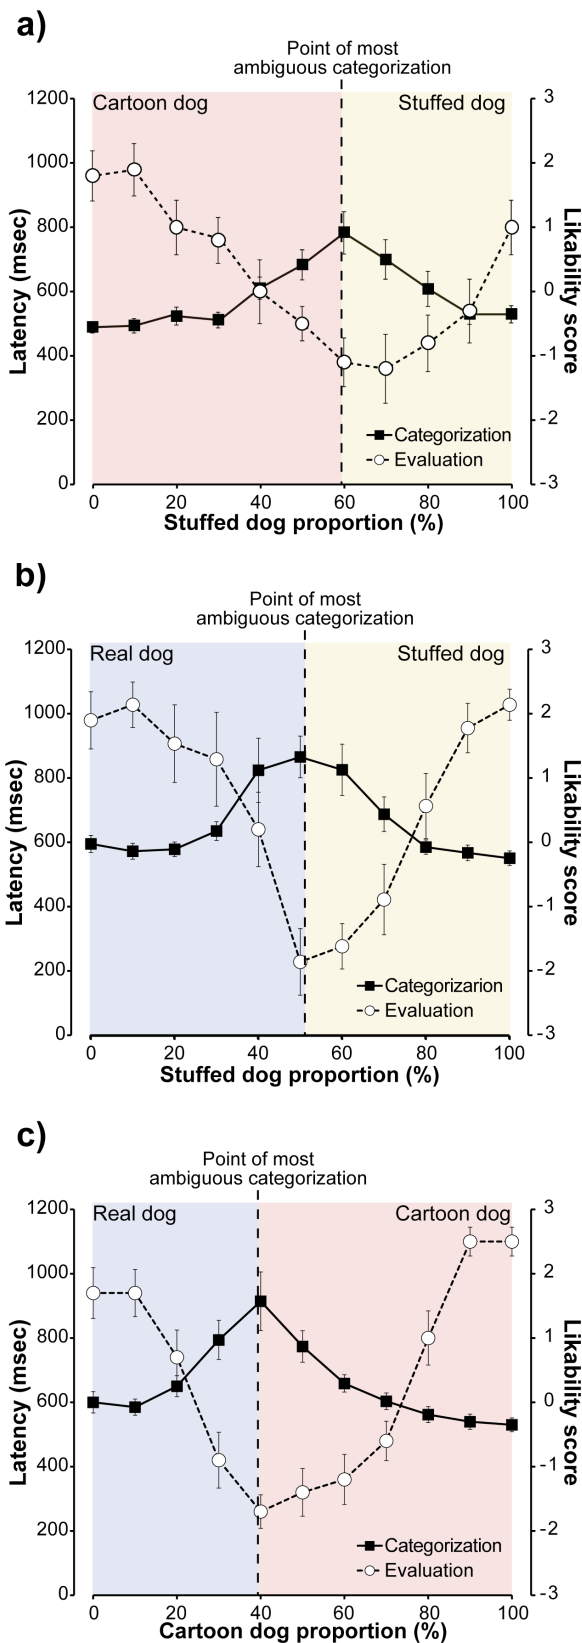 a)
Point of most
ambiguous categorization
Cartoon dog
Stuffed dog
1200
1000
800
600
400
200
0
Latency (msec)
3
2
1
0
-1
-2
-3
Likability score
Categorization
Evaluation
0 20 40 60 80 100
Stuffed dog proportion (%)
b)
Point of most
ambiguous categorization
Real dog
Stuffed dog
1200
1000
800
600
400
200
0
Latency (msec)
3
2
1
0
-1
-2
-3
Likability score
Categorizarion
Evaluation
0 20 40 60 80 100
Stuffed dog proportion (%)
c)
Point of most
ambiguous categorization
Real dog
Cartoon dog
1200
1000
800
600
400
200
0
Latency (msec)
3
2
1
0
-1
-2
-3
Likability score
Categorization
Evaluation
0 20 40 60 80 100
Cartoon dog proportion (%)